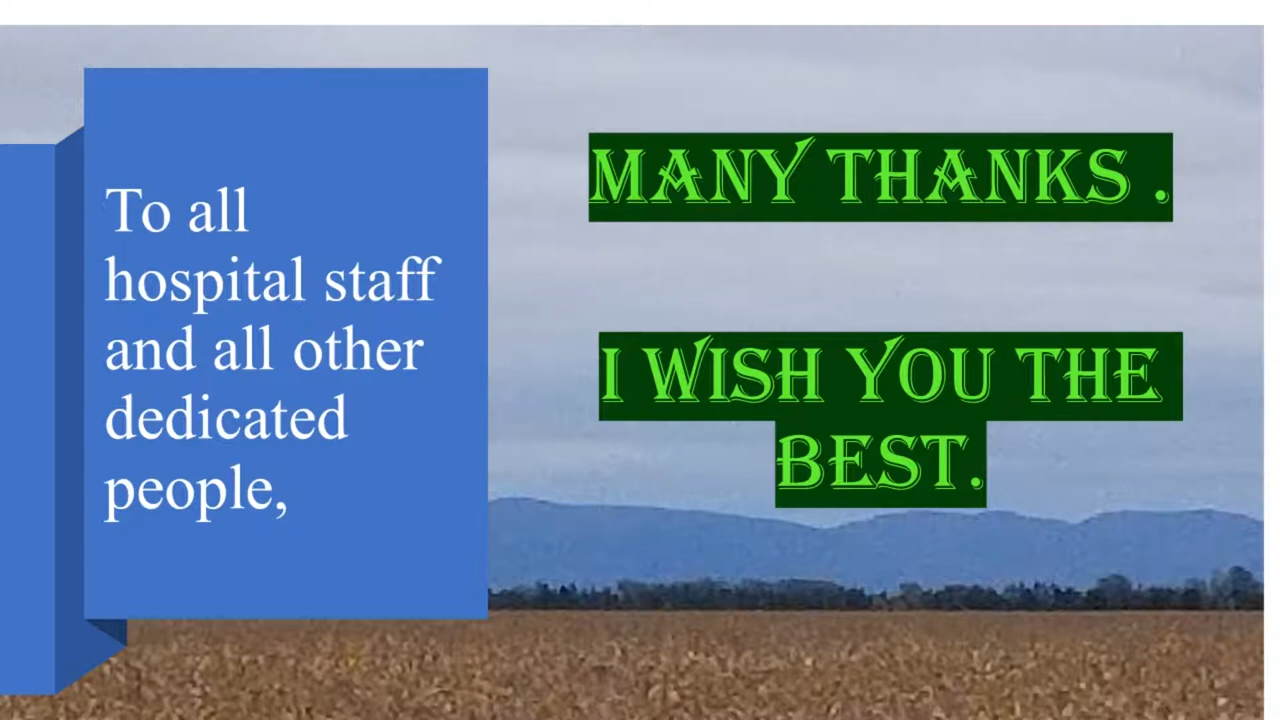 To all
hospital staff
and all other
dedicated
people,
MANY THANKS .
I WISH YOU THE
BEST.